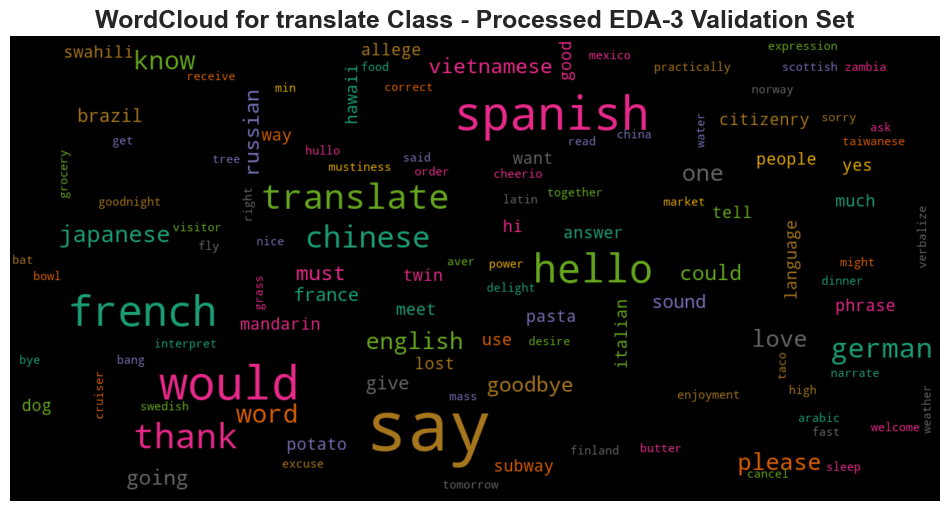 WordCloud for translate Class - Processed EDA-3 Validation Set
swahili
know
receive
allege
food
vietnamese
good
mexico
expression
practically
scottish
zambia
min
correct
hawaii
norway
brazil
russian
way
spanish
china
water
citizenry
sorry
ask
taiwanese
get
hullo
said
read
tree
mustiness
order
cheerio
want
one
people
yes
grocery
translate
latin
together
goodnight
right
market
tell
much
japanese
visitor
fly
nice
chinese
hi
answer
language
verbalize
bat
bowl
aver
power
hello
could
might
dinner
must
twin
delight
grass
france
meet
sound
phrase
french
mandarin
pasta
italian
interpret
english
use
desire
love
german
bye
bang
lost
taco
narrate
would
give
goodbye
mass
enjoyment
high
dog
cruiser
swedish
word
say
arabic
fast
welcome
weather
thank
potato
finland
butter
excuse
subway
please
sleep
cancel
going
tomorrow